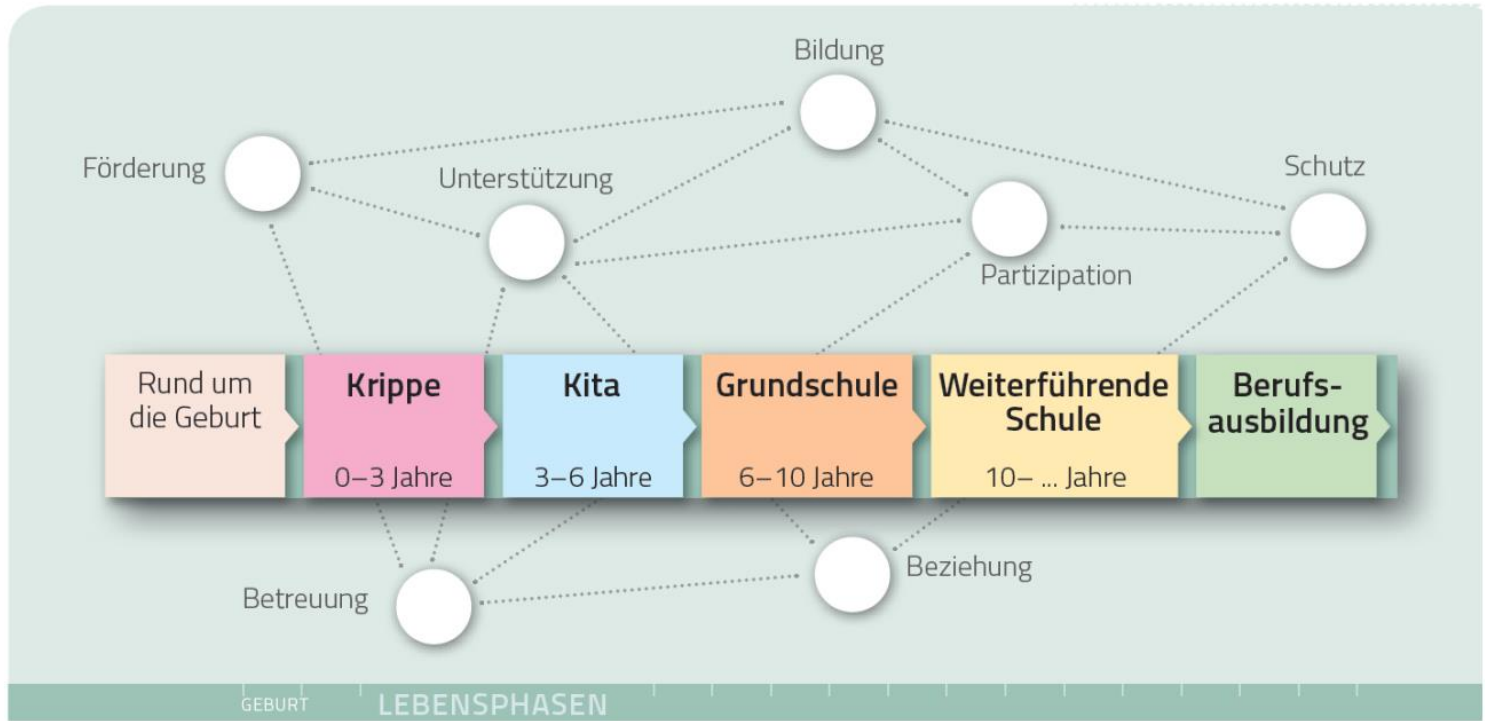 Bildung
Förderung
Unterstützung
Schutz
Partizipation
Rund um
die Geburt
Krippe
0–3 Jahre
Kita
3–6 Jahre
Grundschule
6–10 Jahre
Weiterführende
Schule
10– ... Jahre
Berufs-
ausbildung
Betreuung
Beziehung
GEBURT
LEBENSPHASEN